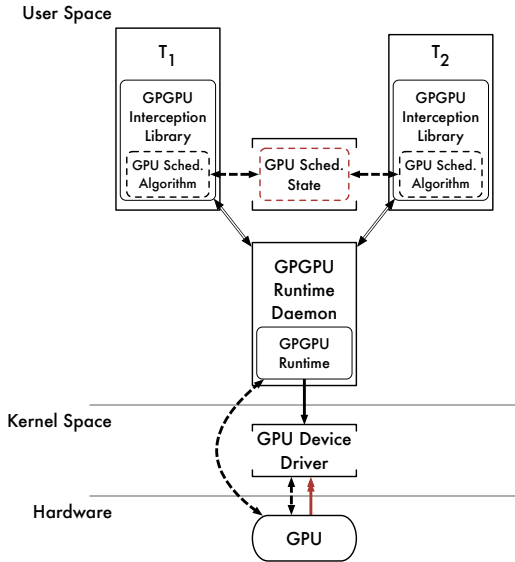 User Space
T1
GPGPU
Interception
Library
GPU Sched.
Algorithm
GPU Sched.
State
T2
GPGPU
Interception
Library
GPU Sched.
Algorithm
GPGPU
Runtime
Daemon
GPGPU
Runtime
Kernel Space
GPU Device
Driver
Hardware
GPU